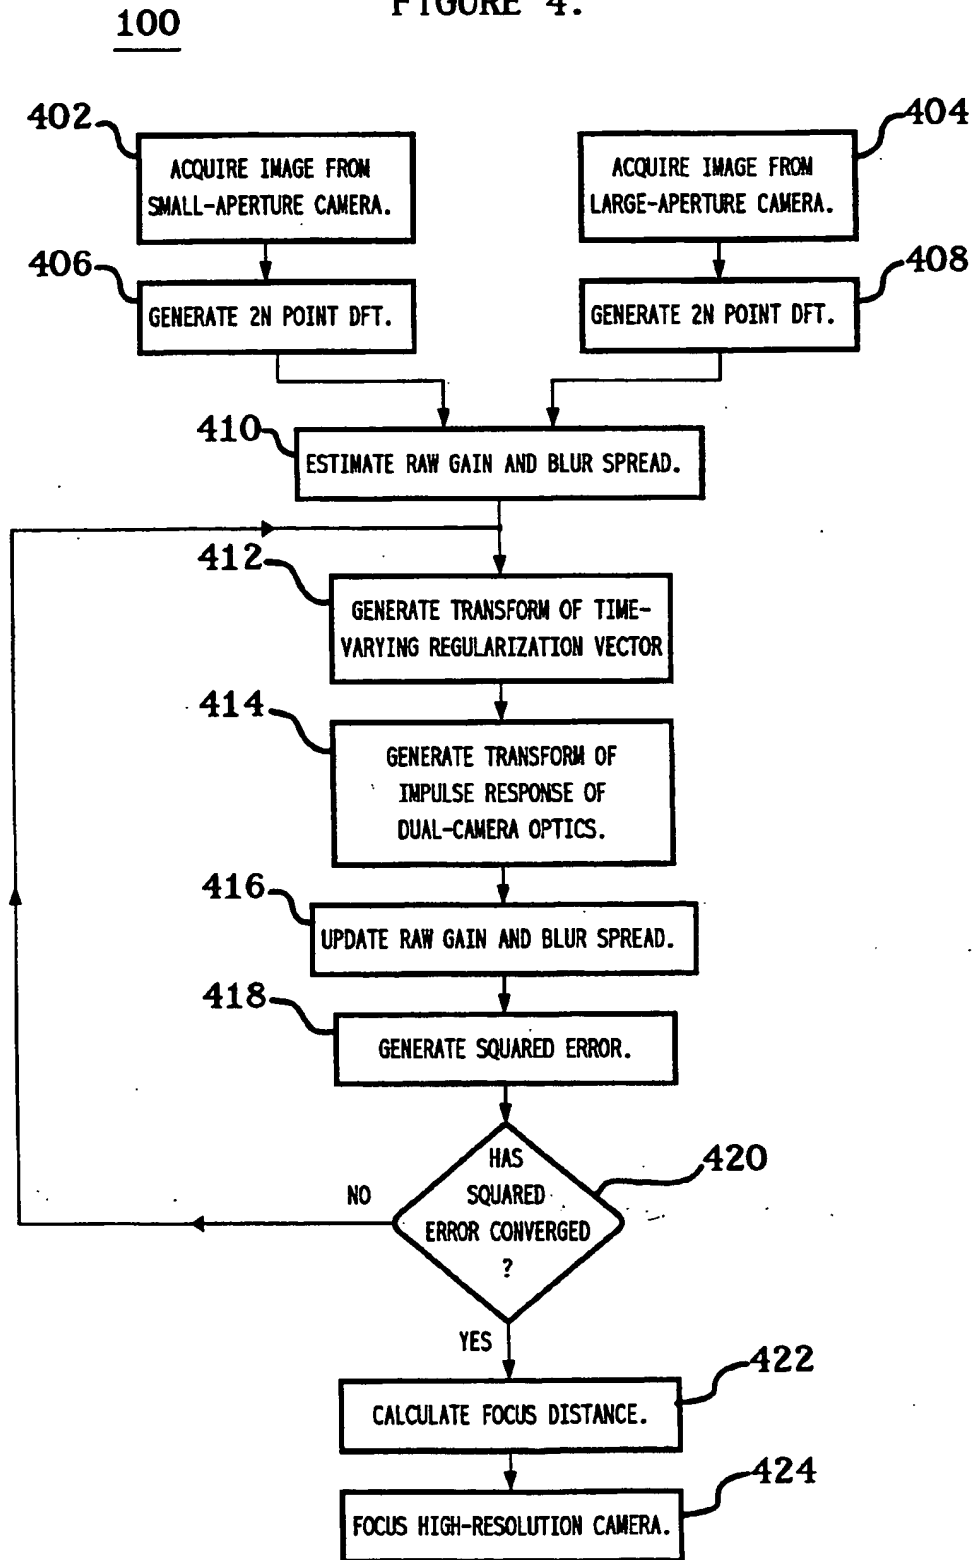 FIGURE 4.
100
402
ACQUIRE IMAGE FROM
SMALL-APERTURE CAMERA.
404
ACQUIRE IMAGE FROM
LARGE-APERTURE CAMERA.
406
GENERATE 2N POINT DFT.
408
GENERATE 2N POINT DFT.
410
ESTIMATE RAW GAIN AND BLUR SPREAD.
412
GENERATE TRANSFORM OF TIME-
VARYING REGULARIZATION VECTOR
414
GENERATE TRANSFORM OF
IMPULSE RESPONSE OF
DUAL-CAMERA OPTICS.
416
UPDATE RAW GAIN AND BLUR SPREAD.
418
GENERATE SQUARED ERROR.
420
HAS
SQUARED
ERROR CONVERGED
?
NO
YES
422
CALCULATE FOCUS DISTANCE.
424
FOCUS HIGH-RESOLUTION CAMERA.